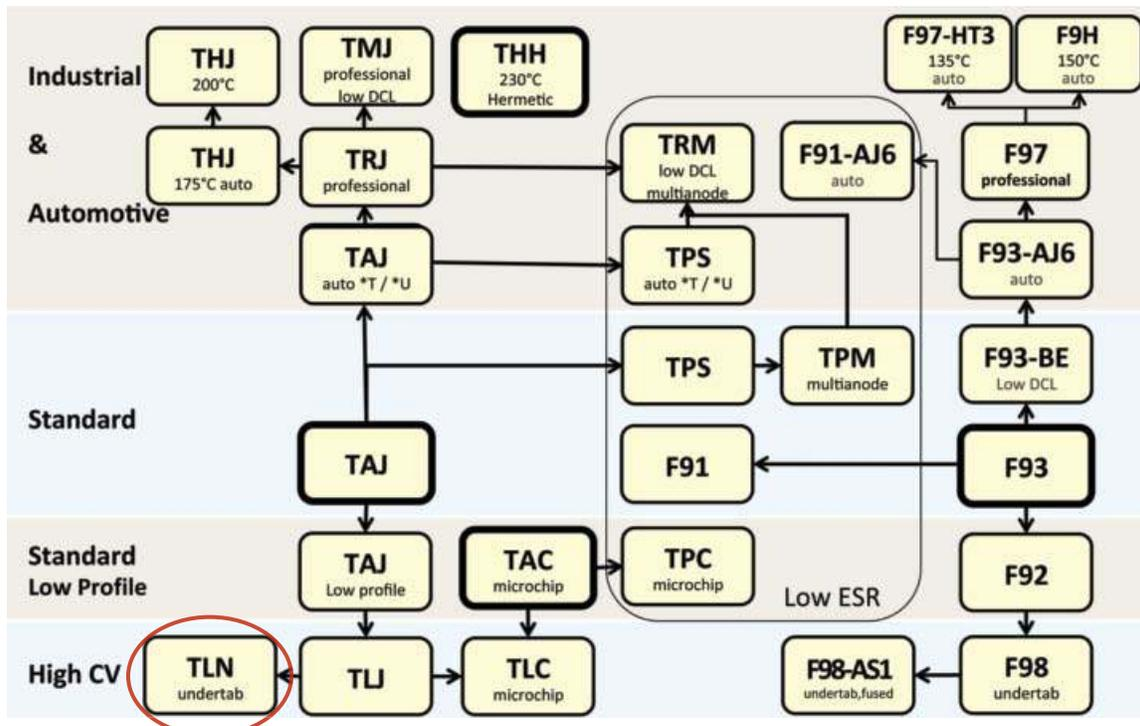 Industrial
&
Automotive
THJ
200°C
TMJ
professional
low DCL
THH
230°C
Hermetic
F97-HT3
135°C
auto
F9H
150°C
auto
THJ
175°C auto
TRJ
professional
TRM
low DCL
multianode
F91-AJ6
auto
F97
professional
TAJ
auto *T / *U
TPS
auto *T / *U
F93-AJ6
auto
Standard
TPS
TPM
multianode
F93-BE
Low DCL
TAJ
F91
F93
Standard
Low Profile
TAJ
Low profile
TAC
microchip
TPC
microchip
Low ESR
F92
High CV
TLN
undertab
TLJ
TLC
microchip
F98-AS1
undertab,fused
F98
undertab